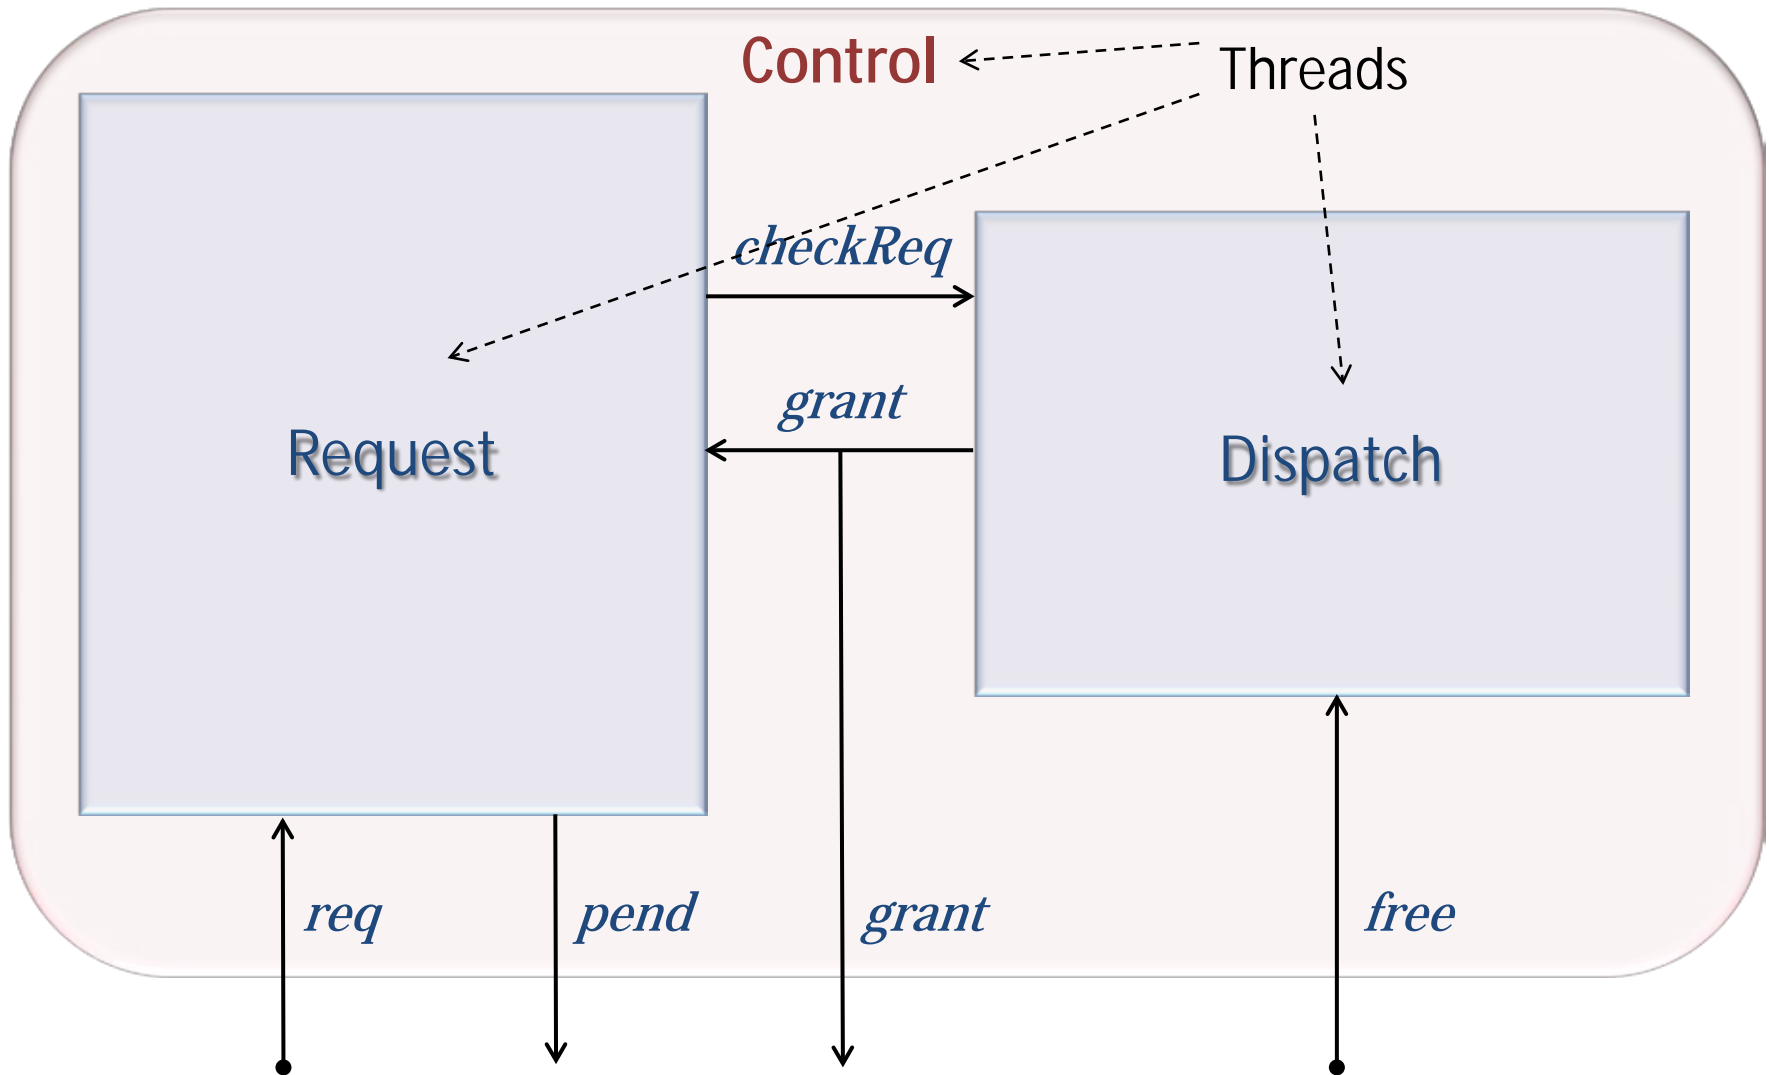 Control
Threads
checkReq
grant
Request
Dispatch
req
pend
grant
free